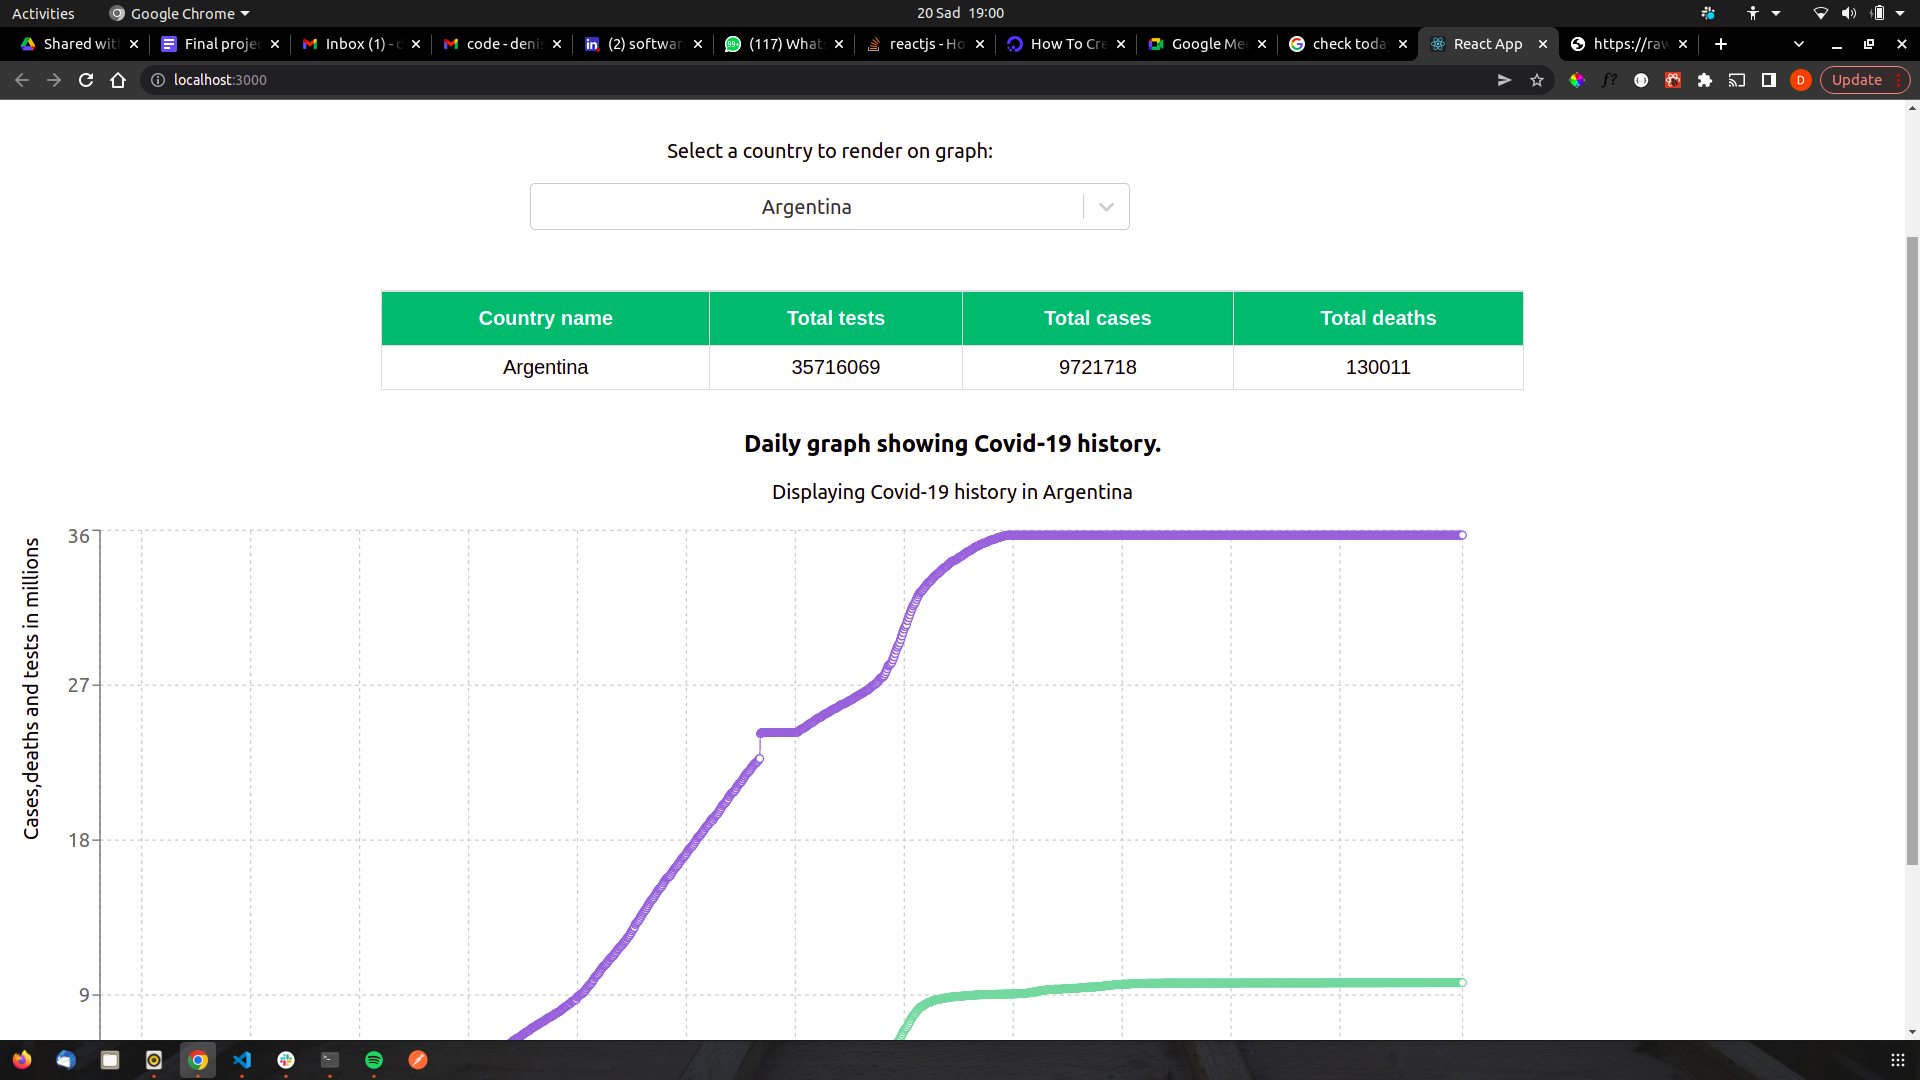 Activities Google Chrome 20 Sad 19:00
Shared wit Final proje Inbox (1) - d code - denis (2) softwar (117) What reactjs - Ho How To Cre Google Mee check today React App https://raw
localhost:3000 D Update
Select a country to render on graph:
Argentina
Country name Total tests Total cases Total deaths
Argentina 35716069 9721718 130011
Daily graph showing Covid-19 history.
Displaying Covid-19 history in Argentina
Cases,deaths and tests in millions
36
27
18
9